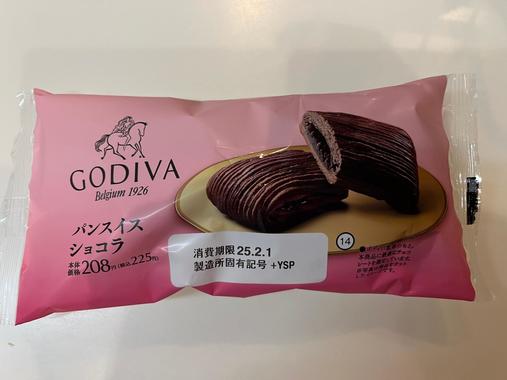 GODIVA
Belgium 1926
パンスイス
ショコラ
本体
価格 208円(税込225円)
消費期限 25.2.1
製造所固有記号 +YSP
14